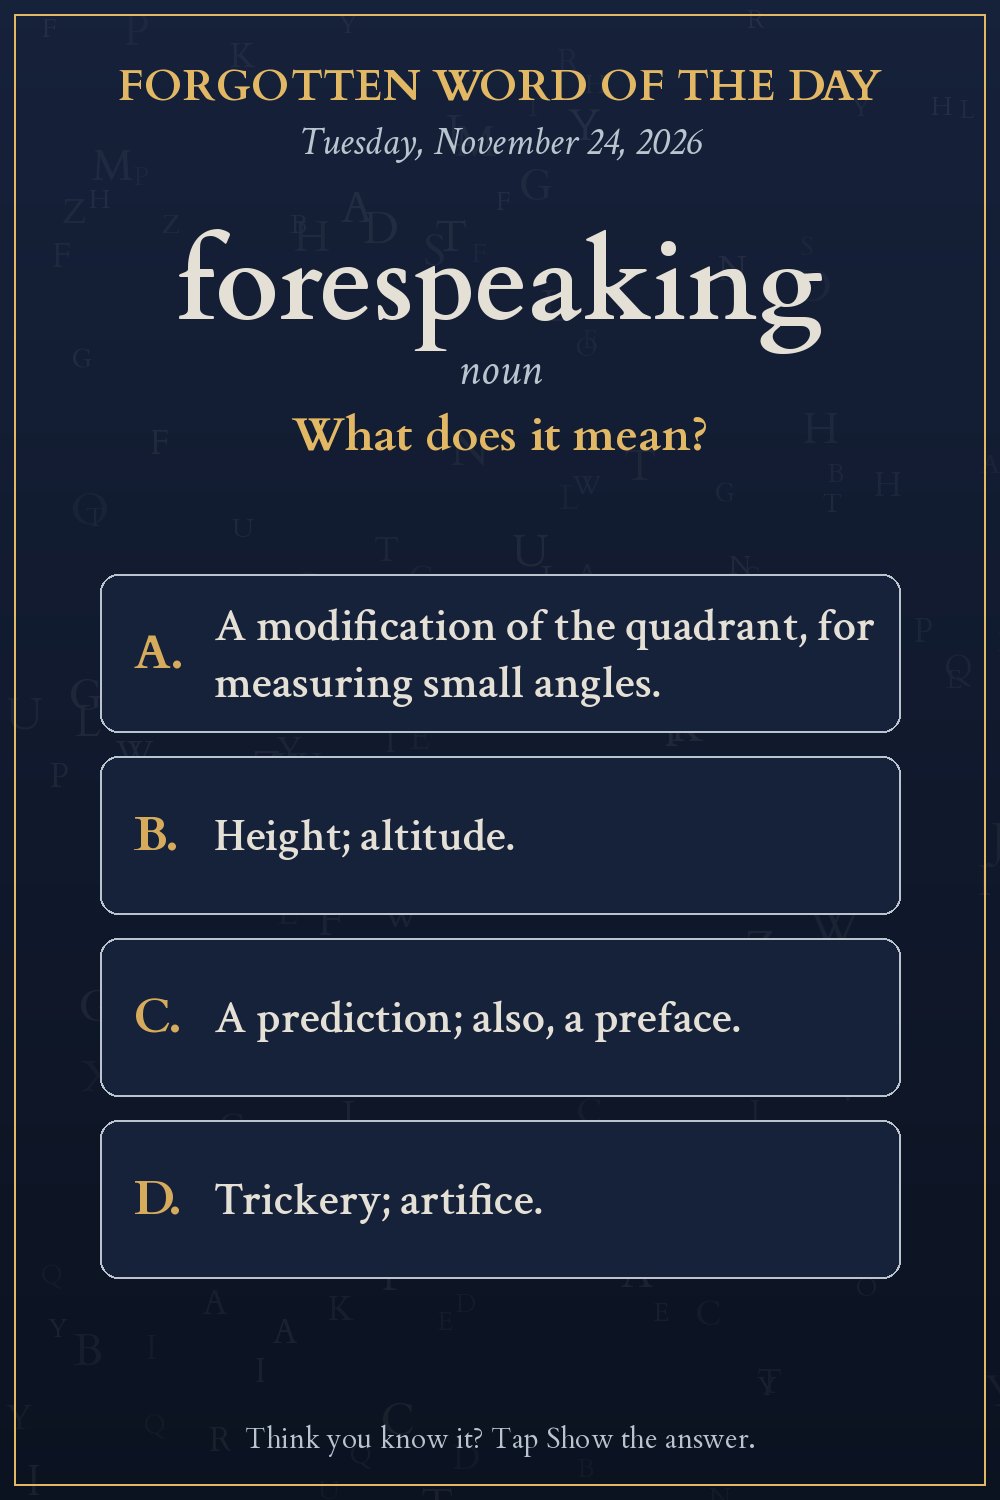 FORGOTTEN WORD OF THE DAY
Tuesday, November 24, 2026
forespeaking
noun
What does it mean?
A. A modification of the quadrant, for
measuring small angles.
B. Height; altitude.
C. A prediction; also, a preface.
D. Trickery; artifice.
Think you know it? Tap Show the answer.